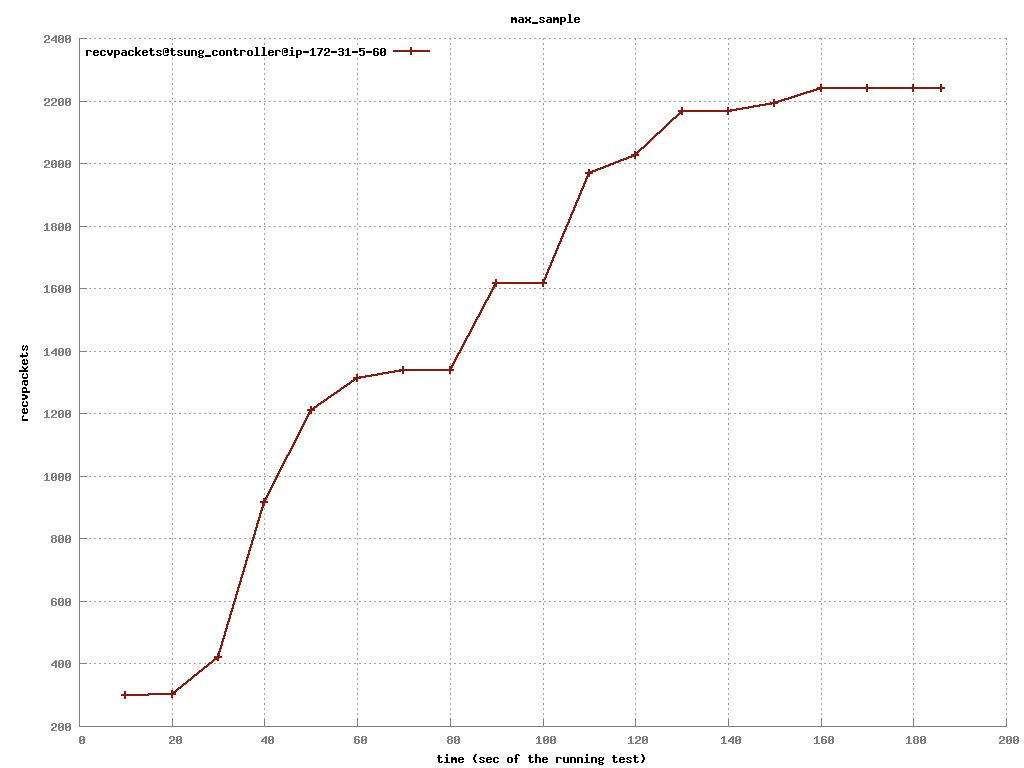 max_sample
recvpackets@tsung_controller@ip-172-31-5-60
2400
2200
2000
1800
1600
1400
1200
1000
800
600
400
200
recvpackets
0 20 40 60 80 100 120 140 160 180 200
time (sec of the running test)